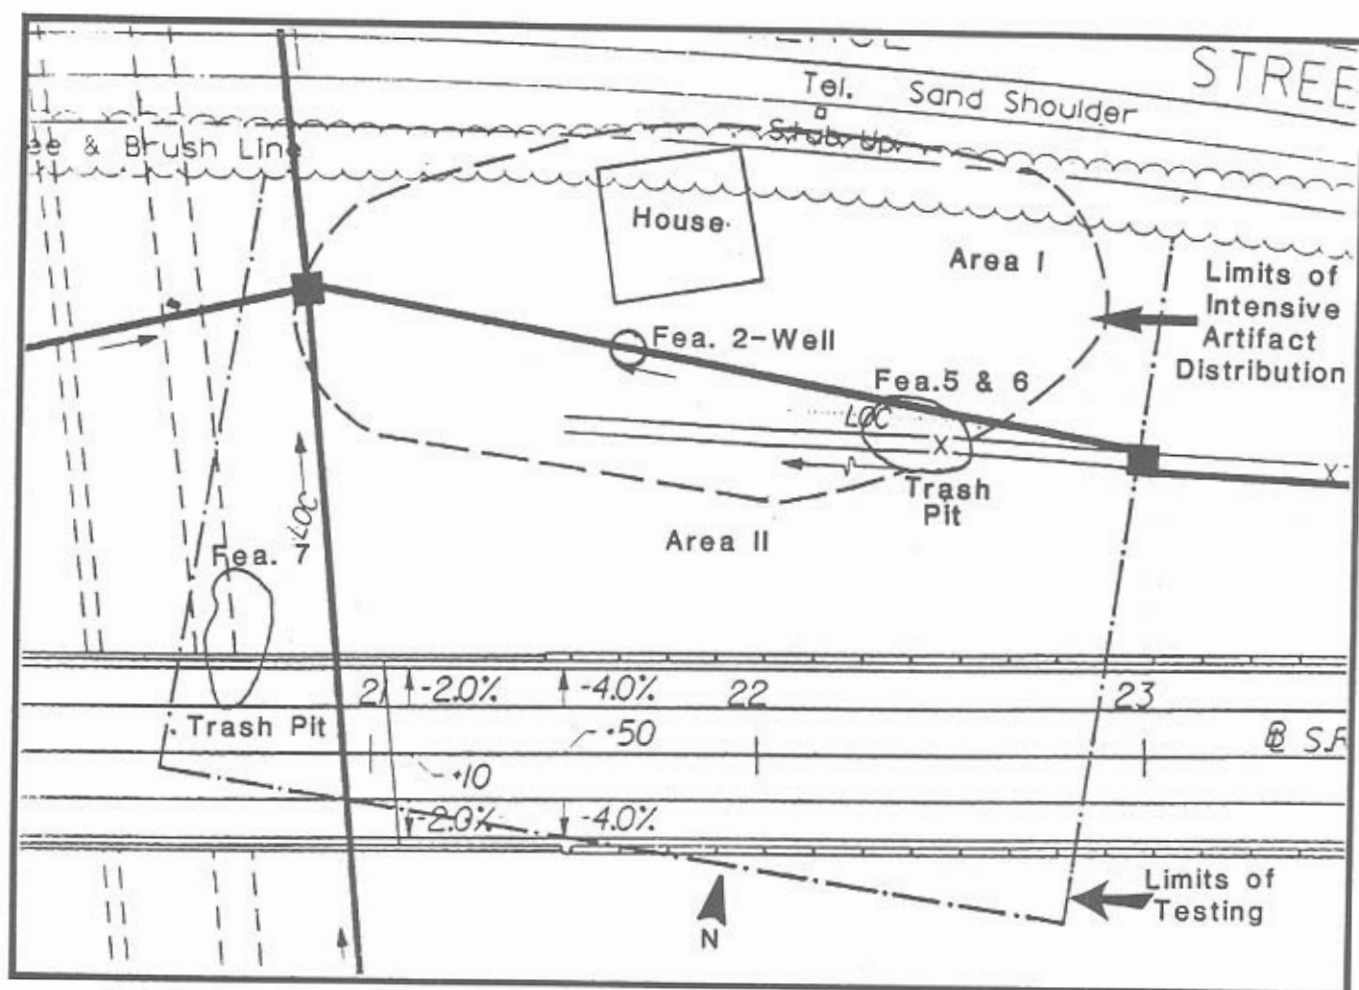 STREE
Tel. Sand Shoulder
Stub Up
ee & Brush Line
House
Area I
Limits of
Intensive
Artifact
Distribution
Fea. 2-Well
Fea.5 & 6
LOC
X
X
Trash
Pit
Area II
LOC
Fea. 7
21
-2.0%
-4.0%
22
23
Trash Pit
+50
S.R
+10
-2.0%
-4.0%
N
Limits of
Testing